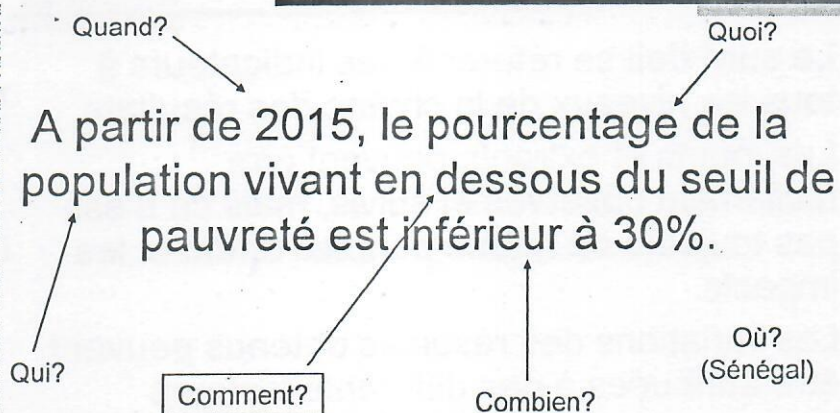 Quand?
Quoi?
A partir de 2015, le pourcentage de la
population vivant en dessous du seuil de
pauvreté est inférieur à 30%.
Où?
(Sénégal)
Qui?
Comment?
Combien?